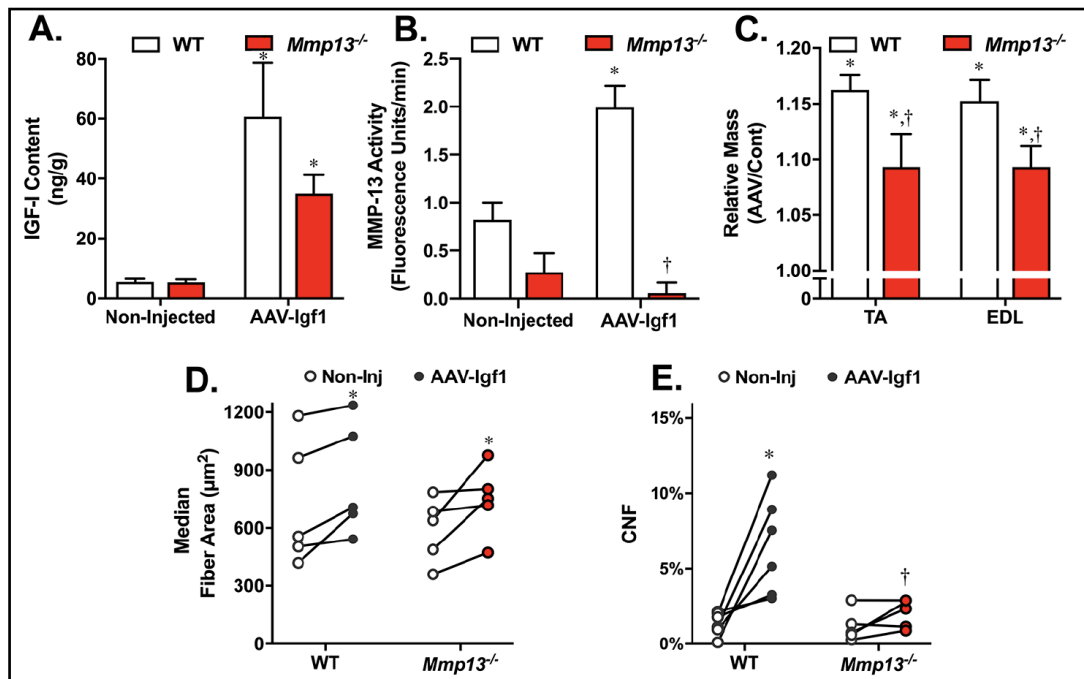 A.
WT
Mmp13-/-
IGF-I Content
(ng/g)
80
60
40
20
0
*
*
Non-Injected
AAV-Igf1
B.
WT
Mmp13-/-
MMP-13 Activity
(Fluorescence Units/min)
2.5
2.0
1.5
1.0
0.5
0.0
*
†
Non-Injected
AAV-Igf1
C.
WT
Mmp13-/-
Relative Mass
(AAV/Cont)
1.20
1.15
1.10
1.05
1.00
0
*
*,†
*
*,†
TA
EDL
D.
Non-Inj
AAV-Igf1
Median
Fiber Area (µm²)
1200
900
600
300
0
*
*
WT
Mmp13-/-
E.
Non-Inj
AAV-Igf1
CNF
15%
10%
5%
0%
*
†
WT
Mmp13-/-